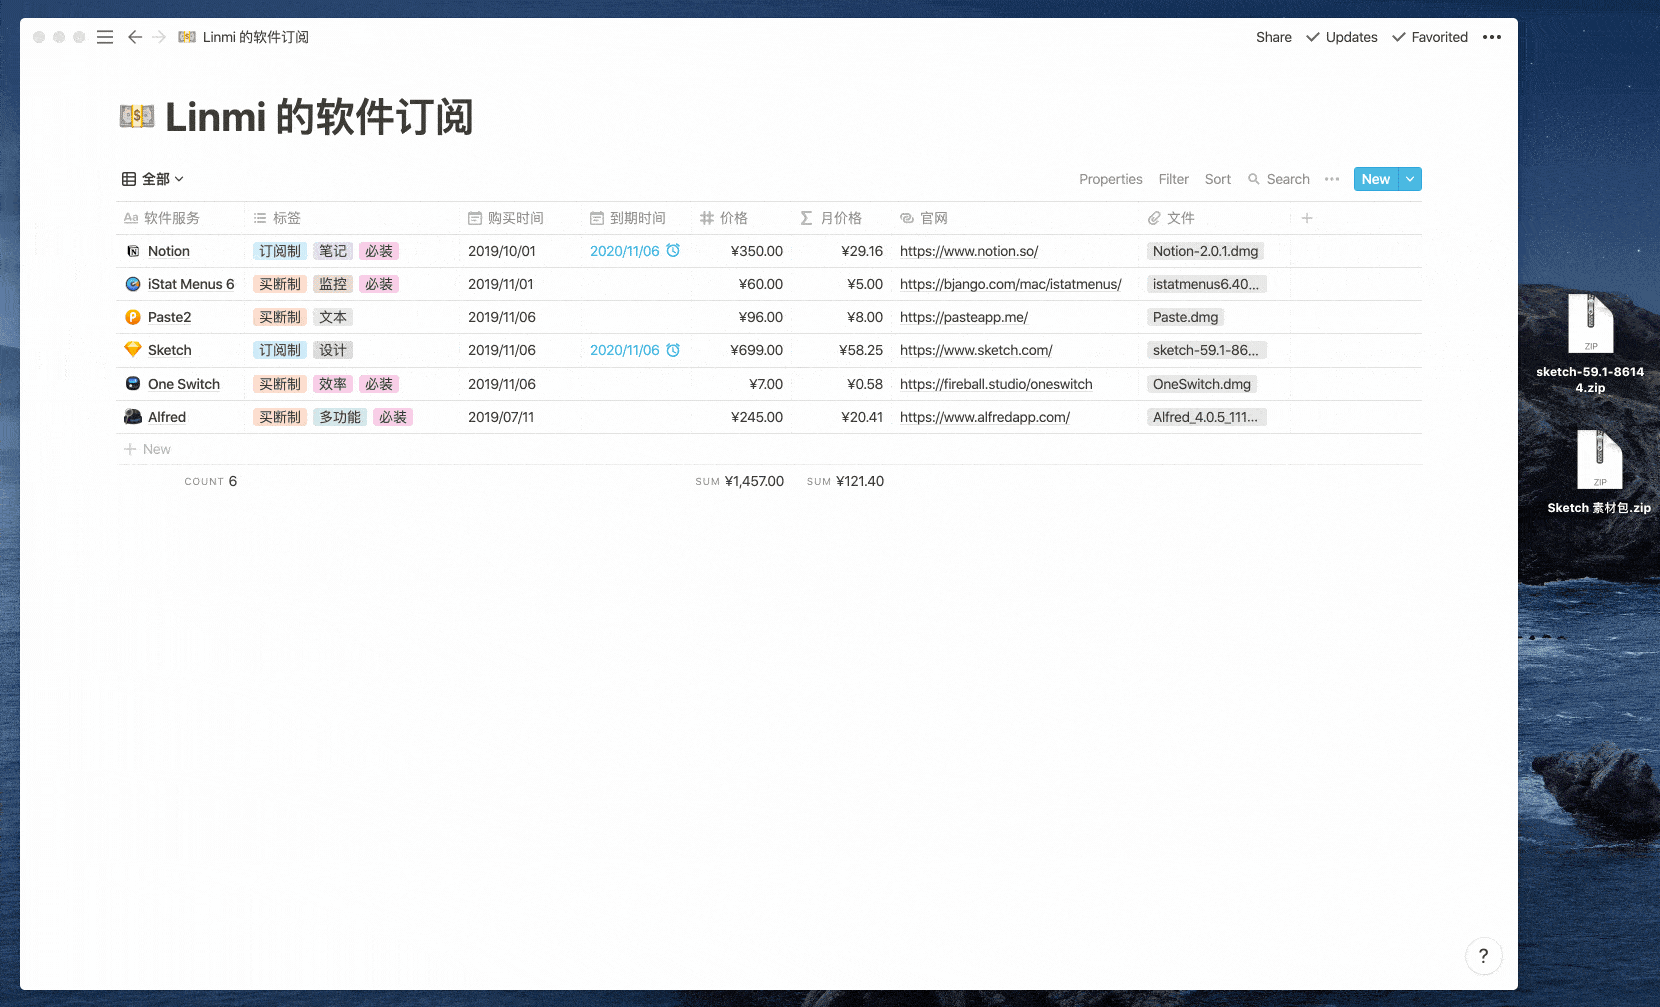 Linmi 的软件订阅
Share Updates Favorited
Linmi 的软件订阅
全部
Properties Filter Sort Search New
Aa 软件服务 标签 购买时间 到期时间 价格 月价格 官网 文件
Notion 订阅制 笔记 必装 2019/10/01 2020/11/06 ¥350.00 ¥29.16 https://www.notion.so/ Notion-2.0.1.dmg
iStat Menus 6 买断制 监控 必装 2019/11/01 ¥60.00 ¥5.00 https://bjango.com/mac/istatmenus/ istatmenus6.40...
Paste2 买断制 文本 2019/11/06 ¥96.00 ¥8.00 https://pasteapp.me/ Paste.dmg
Sketch 订阅制 设计 2019/11/06 2020/11/06 ¥699.00 ¥58.25 https://www.sketch.com/ sketch-59.1-86...
One Switch 买断制 效率 必装 2019/11/06 ¥7.00 ¥0.58 https://fireball.studio/oneswitch OneSwitch.dmg
Alfred 买断制 多功能 必装 2019/07/11 ¥245.00 ¥20.41 https://www.alfredapp.com/ Alfred_4.0.5_111...
New
COUNT 6 SUM ¥1,457.00 SUM ¥121.40
ZIP
sketch-59.1-8614
4.zip
ZIP
Sketch 素材包.zip
?